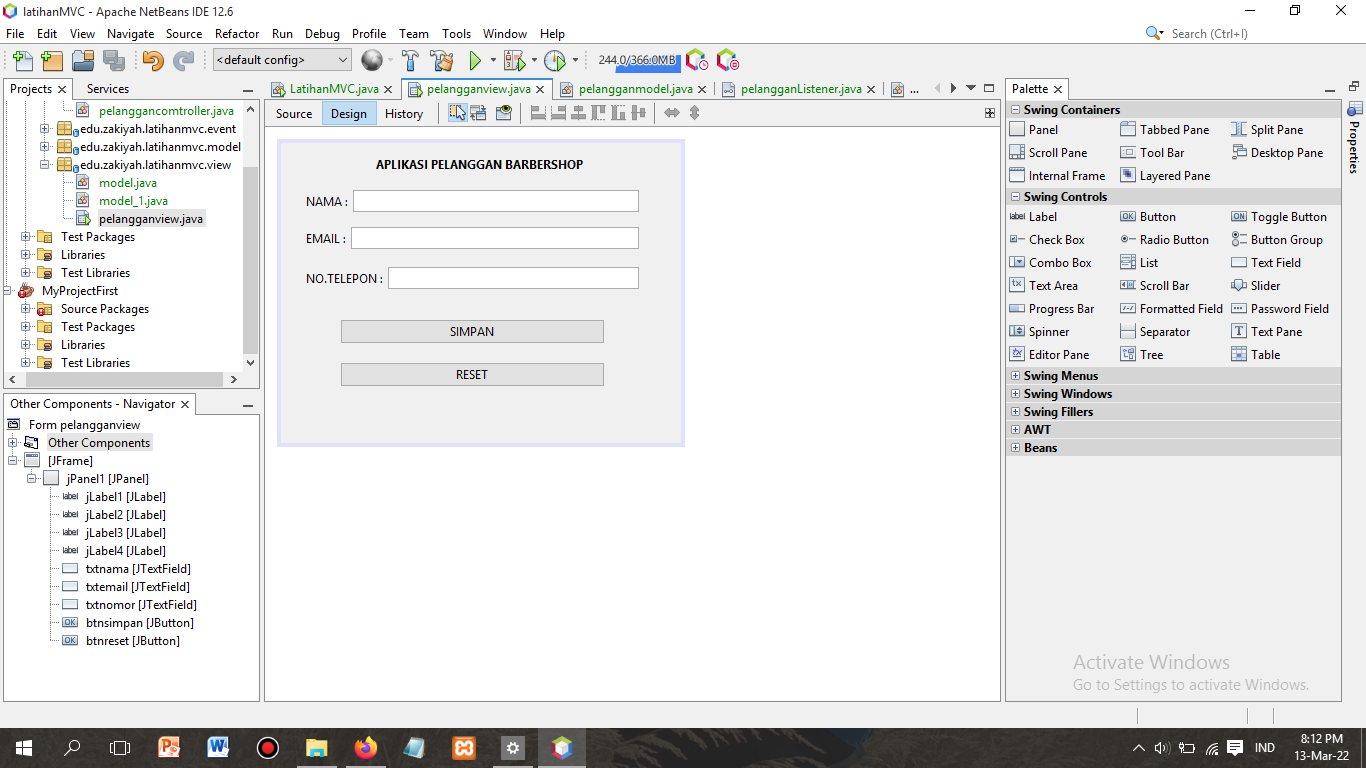 latihanMVC - Apache NetBeans IDE 12.6
File Edit View Navigate Source Refactor Run Debug Profile Team Tools Window Help
Search (Ctrl+I)
<default config>
244.0/366.0MB
Projects Services
pelanggancomtroller.java
edu.zakiyah.latihanmvc.event
edu.zakiyah.latihanmvc.model
edu.zakiyah.latihanmvc.view
model.java
model_1.java
pelangganview.java
Test Packages
Libraries
Test Libraries
MyProjectFirst
Source Packages
Test Packages
Libraries
Test Libraries
Other Components - Navigator
Form pelangganview
Other Components
[JFrame]
jPanel1 [JPanel]
label jLabel1 [JLabel]
label jLabel2 [JLabel]
label jLabel3 [JLabel]
label jLabel4 [JLabel]
txtnama [JTextField]
txtemail [JTextField]
txtnomor [JTextField]
OK btnsimpan [JButton]
OK btnreset [JButton]
LatihanMVC.java pelangganview.java pelangganmodel.java pelangganListener.java ...
Source Design History
APLIKASI PELANGGAN BARBERSHOP
NAMA :
EMAIL :
NO.TELEPON :
SIMPAN
RESET
Palette
Swing Containers
Panel Tabbed Pane Split Pane
Scroll Pane Tool Bar Desktop Pane
Internal Frame Layered Pane
Swing Controls
label Label OK Button ON Toggle Button
Check Box Radio Button Button Group
Combo Box List Text Field
Text Area Scroll Bar Slider
Progress Bar Formatted Field Password Field
Spinner Separator Text Pane
Editor Pane Tree Table
Swing Menus
Swing Windows
Swing Fillers
AWT
Beans
Properties
Activate Windows
Go to Settings to activate Windows.
IND
8:12 PM
13-Mar-22